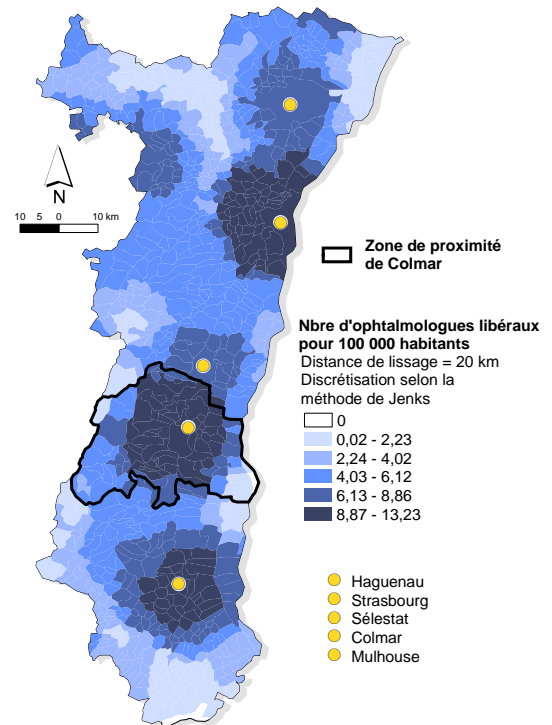 N
10 5 0 10 km
Zone de proximité
de Colmar
Nbre d'ophtalmologues libéraux
pour 100 000 habitants
Distance de lissage = 20 km
Discrétisation selon la
méthode de Jenks
0
0,02 - 2,23
2,24 - 4,02
4,03 - 6,12
6,13 - 8,86
8,87 - 13,23
Haguenau
Strasbourg
Sélestat
Colmar
Mulhouse